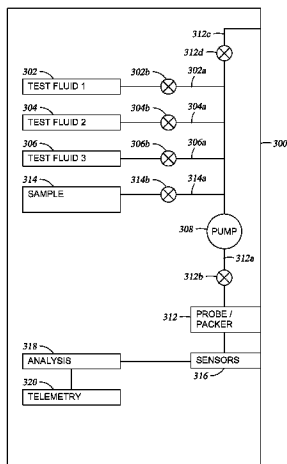 312c
312d
302
302b
302a
TEST FLUID 1
304
304b
304a
TEST FLUID 2
306
306b
306a
TEST FLUID 3
300
314
314b
314a
SAMPLE
308
PUMP
312a
312b
312
PROBE /
PACKER
318
ANALYSIS
SENSORS
316
320
TELEMETRY